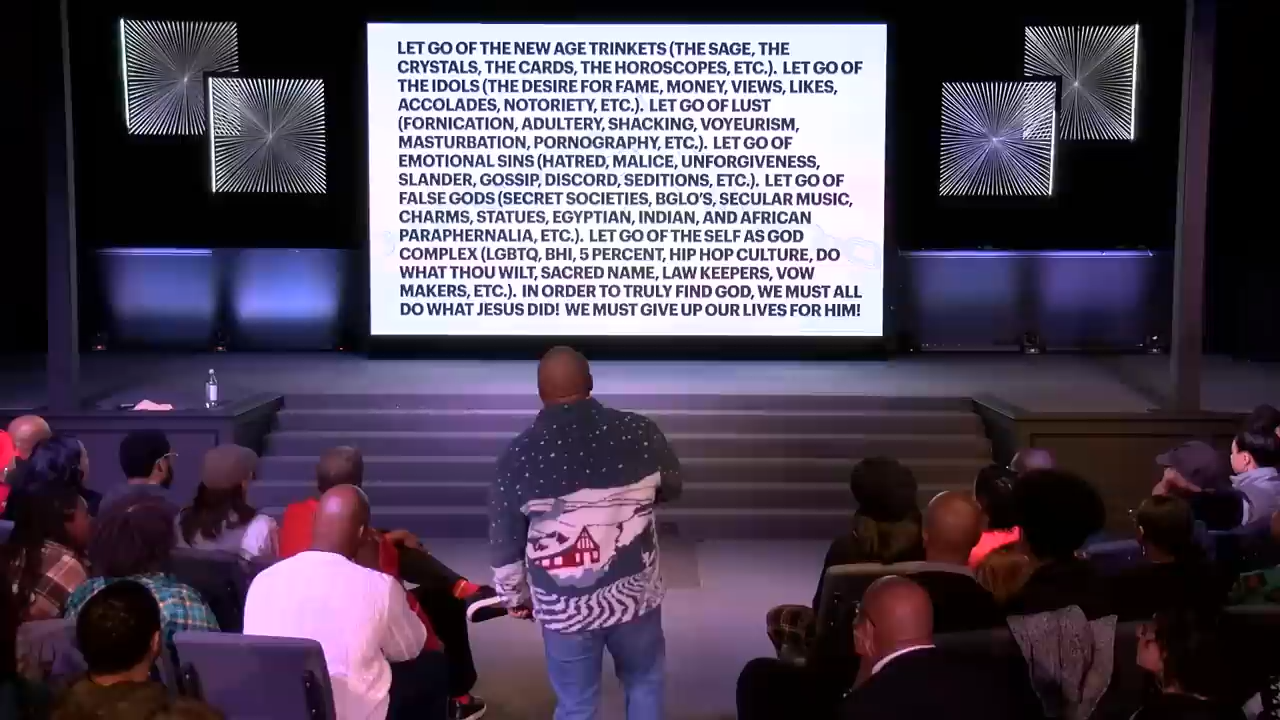 LET GO OF THE NEW AGE TRINKETS (THE SAGE, THE
CRYSTALS, THE CARDS, THE HOROSCOPES, ETC.). LET GO OF
THE IDOLS (THE DESIRE FOR FAME, MONEY, VIEWS, LIKES,
ACCOLADES, NOTORIETY, ETC.). LET GO OF LUST
(FORNICATION, ADULTERY, SHACKING, VOYEURISM,
MASTURBATION, PORNOGRAPHY, ETC.). LET GO OF
EMOTIONAL SINS (HATRED, MALICE, UNFORGIVENESS,
SLANDER, GOSSIP, DISCORD, SEDITIONS, ETC.). LET GO OF
FALSE GODS (SECRET SOCIETIES, BGLO'S, SECULAR MUSIC,
CHARMS, STATUES, EGYPTIAN, INDIAN, AND AFRICAN
PARAPHERNALIA, ETC.). LET GO OF THE SELF AS GOD
COMPLEX (LGBTQ, BHI, 5 PERCENT, HIP HOP CULTURE, DO
WHAT THOU WILT, SACRED NAME, LAW KEEPERS, VOW
MAKERS, ETC.). IN ORDER TO TRULY FIND GOD, WE MUST ALL
DO WHAT JESUS DID! WE MUST GIVE UP OUR LIVES FOR HIM!